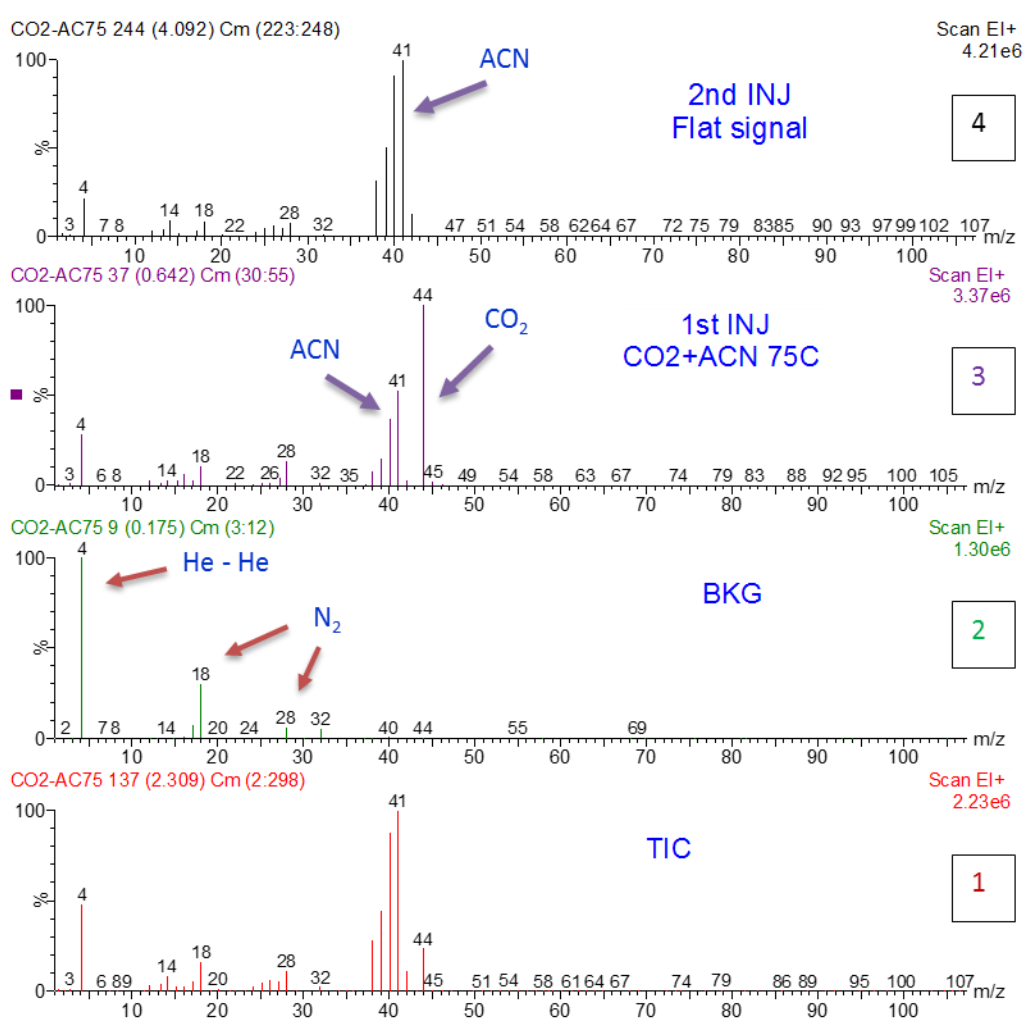 CO2-AC75 244 (4.092) Cm (223:248)
Scan EI+
4.21e6
100
%
0
41
ACN
2nd INJ
Flat signal
4
3 4 7 8 14 18 22 28 32 47 51 54 58 62 64 67 72 75 79 83 85 90 93 97 99 102 107
m/z
10 20 30 40 50 60 70 80 90 100
CO2-AC75 37 (0.642) Cm (30:55)
Scan EI+
3.37e6
100
%
0
44
CO2
ACN
41
1st INJ
CO2+ACN 75C
3
3 4 6 8 14 18 22 26 28 32 35 45 49 54 58 63 67 74 79 83 88 92 95 100 105
m/z
10 20 30 40 50 60 70 80 90 100
CO2-AC75 9 (0.175) Cm (3:12)
Scan EI+
1.30e6
100
%
0
4
He - He
N2
BKG
2
2 7 8 14 18 20 24 28 32 40 44 55 69
m/z
10 20 30 40 50 60 70 80 90 100
CO2-AC75 137 (2.309) Cm (2:298)
Scan EI+
2.23e6
100
%
0
41
TIC
1
3 4 6 8 9 14 18 20 28 32 44 45 51 54 58 61 64 67 74 79 86 89 95 100 107
m/z
10 20 30 40 50 60 70 80 90 100